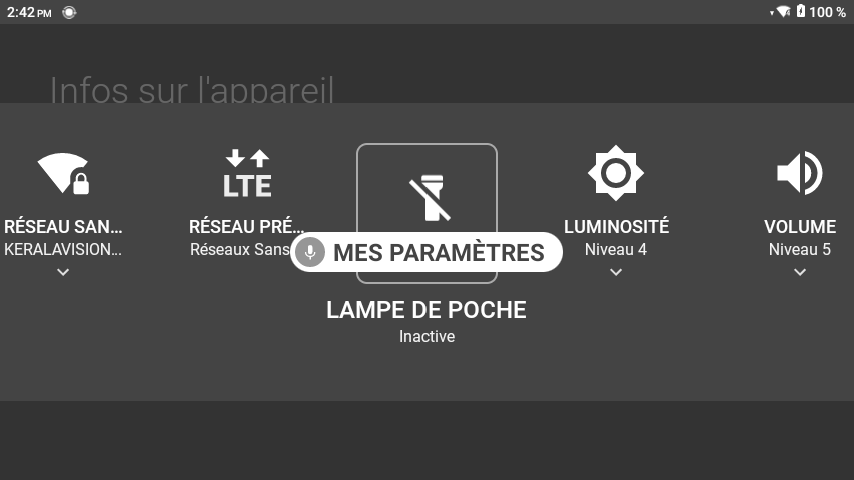 2:42 PM
100 %
Infos sur l'appareil
LTE
RÉSEAU SAN...
RÉSEAU PRÉ...
LUMINOSITÉ
VOLUME
KERALAVISION...
Réseaux Sans
Niveau 4
Niveau 5
MES PARAMÈTRES
LAMPE DE POCHE
Inactive